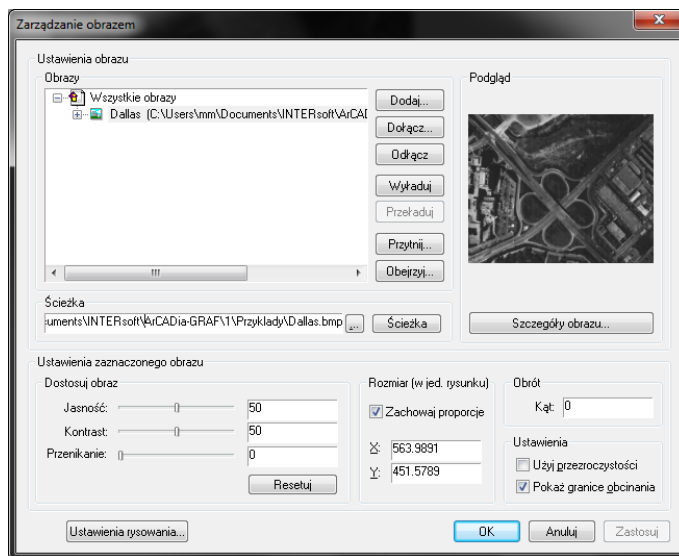 Zarządzanie obrazem
Ustawienia obrazu
Obrazy
Wszystkie obrazy
Dallas (C:\Users\mm\Documents\INTERsoft\ArCAD
Dodaj...
Dołącz...
Odłącz
Wyładuj
Przeładuj
Przytnij...
Obejrzyj...
Podgląd
Ścieżka
:uments\INTERsoft\ArCADia-GRAF\1\Przyklady\Dallas.bmp
...
Ścieżka
Szczegóły obrazu...
Ustawienia zaznaczonego obrazu
Dostosuj obraz
Jasność: 50
Kontrast: 50
Przenikanie: 0
Resetuj
Rozmiar (w jed. rysunku)
Zachowaj proporcje
X: 563.9891
Y: 451.5789
Obrót
Kąt: 0
Ustawienia
Użyj przezroczystości
Pokaż granice obcinania
Ustawienia rysowania...
OK
Anuluj
Zastosuj